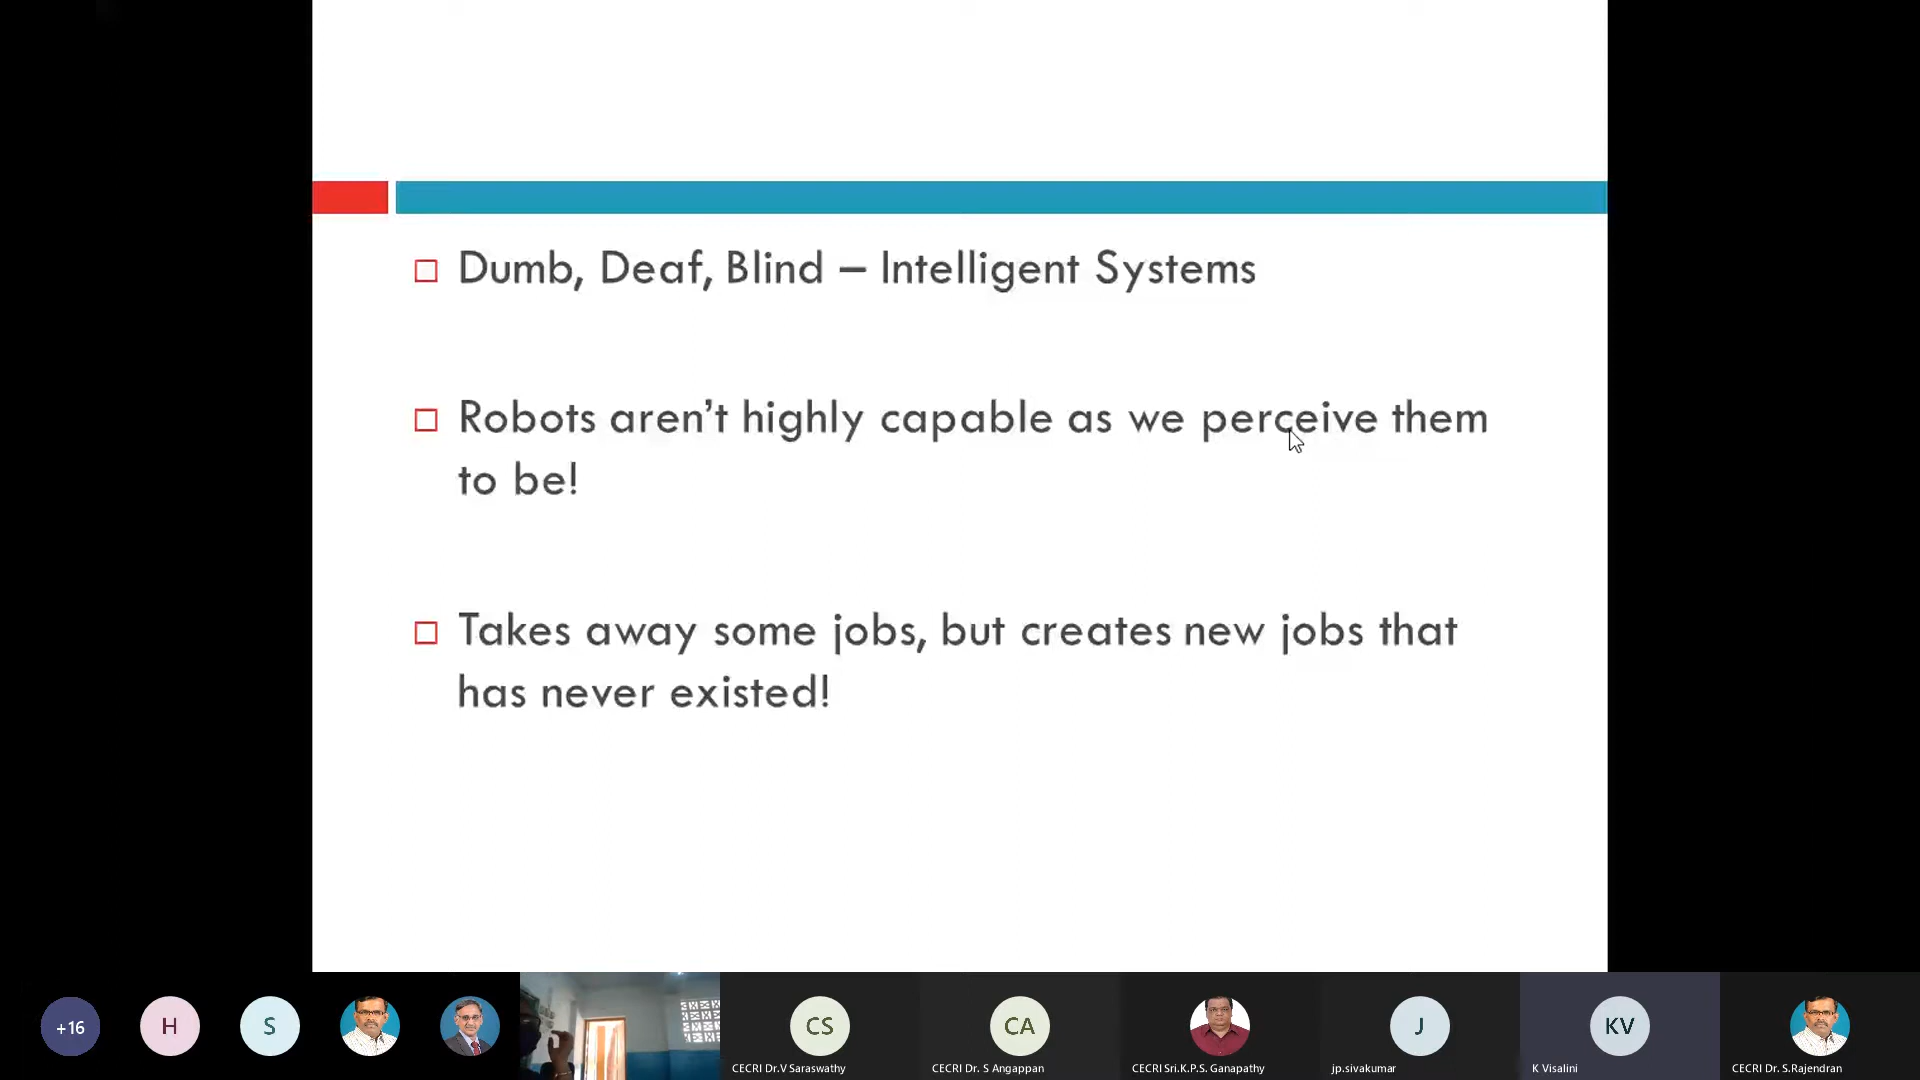 Dumb, Deaf, Blind – Intelligent Systems
Robots aren’t highly capable as we perceive them
to be!
Takes away some jobs, but creates new jobs that
has never existed!
+16
H
S
CS
CA
J
KV
CECRI Dr.V Saraswathy
CECRI Dr. S Angappan
CECRI Sri.K.P.S. Ganapathy
jp.sivakumar
K Visalini
CECRI Dr. S.Rajendran